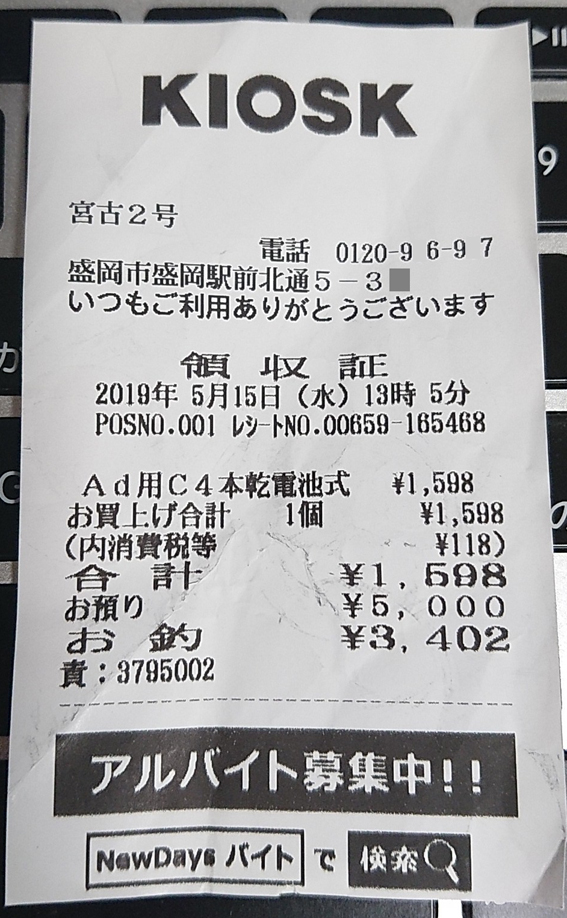 KIOSK
宮古2号
電話 0120-9 6-9 7
盛岡市盛岡駅前北通5-3
いつもご利用ありがとうございます
領収証
2019年 5月15日（水）13時 5分
POSNO.001 ﾚｼｰﾄNO.00659-165468
Ad用C4本乾電池式 ¥1,598
お買上げ合計 1個 ¥1,598
(内消費税等 ¥118)
合計 ¥1,598
お預り ¥5,000
お釣 ¥3,402
責:3795002
アルバイト募集中!!
NewDays バイト で 検索